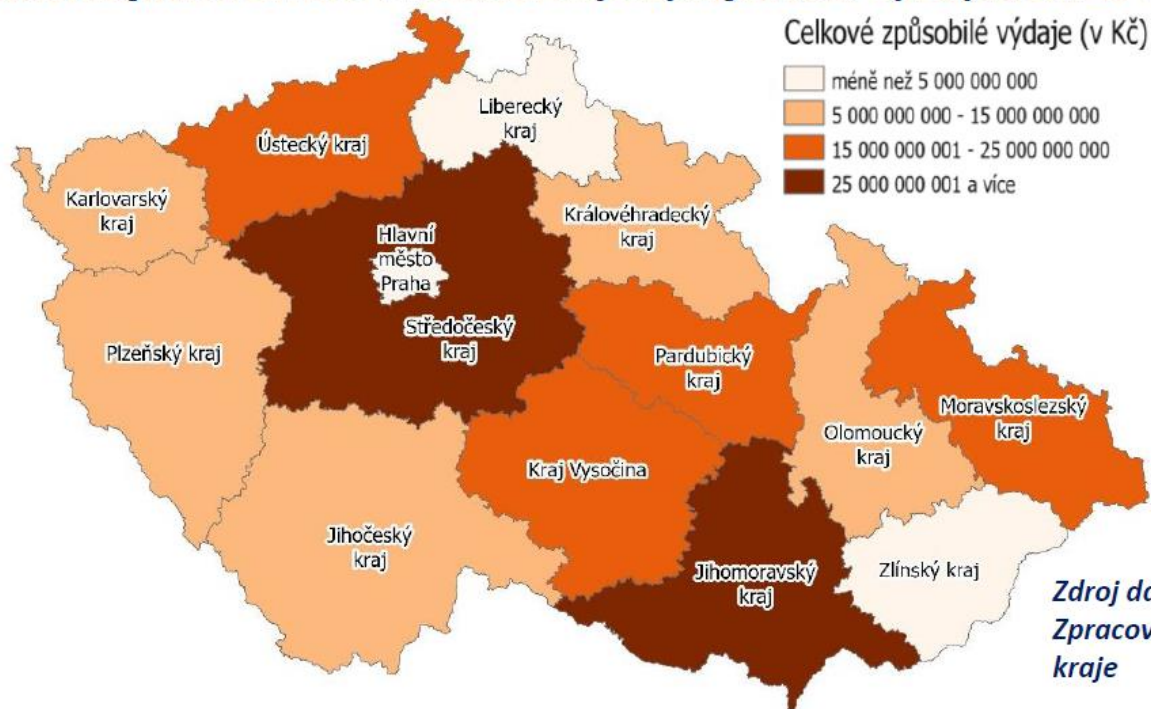 Celkové způsobilé výdaje (v Kč)
méně než 5 000 000 000
5 000 000 000 - 15 000 000 000
15 000 000 001 - 25 000 000 000
25 000 000 001 a více
Liberecký
kraj
Ústecký kraj
Karlovarský
kraj
Královéhradecký
kraj
Hlavní
město
Praha
Středočeský
kraj
Plzeňský kraj
Pardubický
kraj
Moravskoslezský
kraj
Olomoucký
kraj
Kraj Vysočina
Jihočeský
kraj
Jihomoravský
kraj
Zlínský kraj
Zdroj
Zpracov
kraje